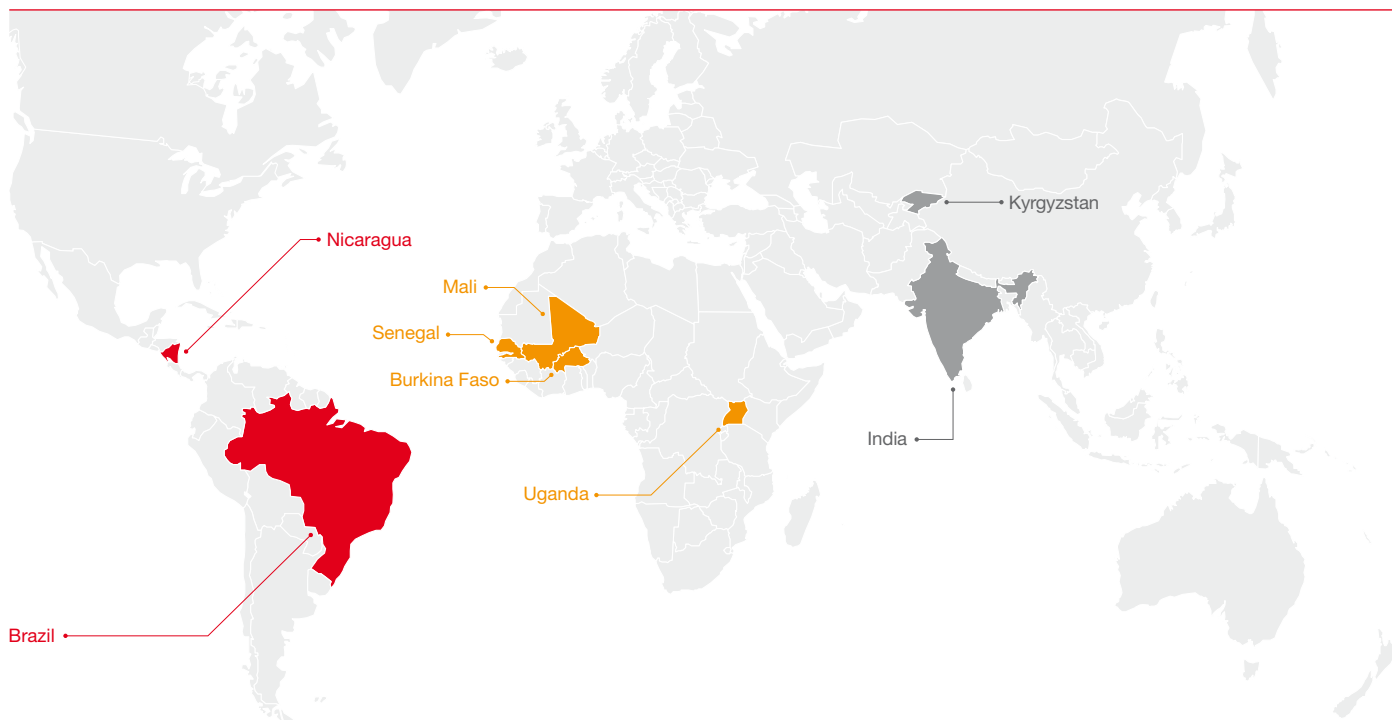 Kyrgyzstan
Nicaragua
Mali
Senegal
Burkina Faso
India
Uganda
Brazil